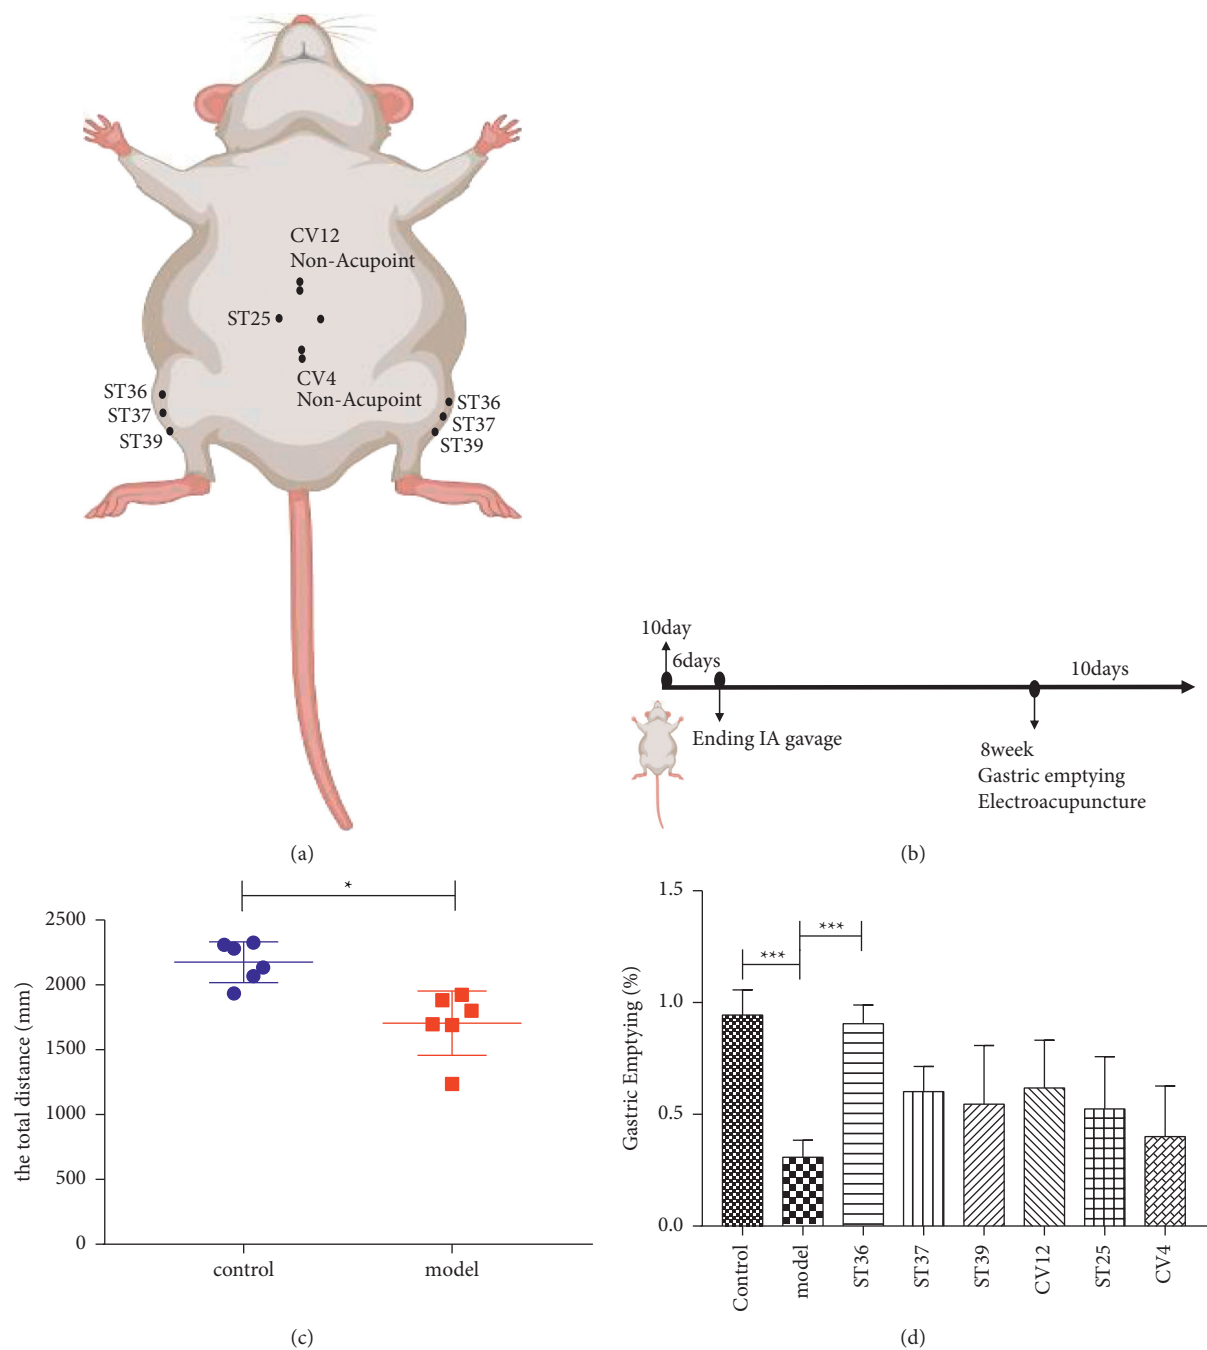 CV12
Non-Acupoint
ST25
CV4
Non-Acupoint
ST36
ST37
ST39
ST36
ST37
ST39
(a)
10day
6days
10days
Ending IA gavage
8week
Gastric emptying
Electroacupuncture
(b)
*
the total distance (mm)
2500
2000
1500
1000
500
0
control
model
(c)
***
***
Gastric Emptying (%)
1.5
1.0
0.5
0.0
Control
model
ST36
ST37
ST39
CV12
ST25
CV4
(d)